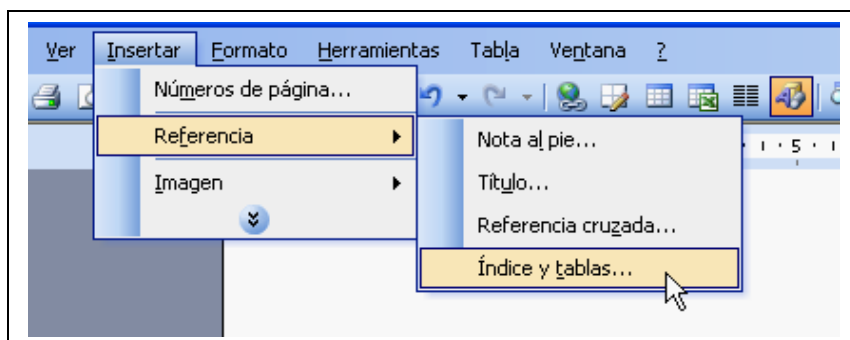 Ver Insertar Formato Herramientas Tabla Ventana ?
Números de página...
Referencia
Imagen
Nota al pie...
Título...
Referencia cruzada...
Índice y tablas...
5